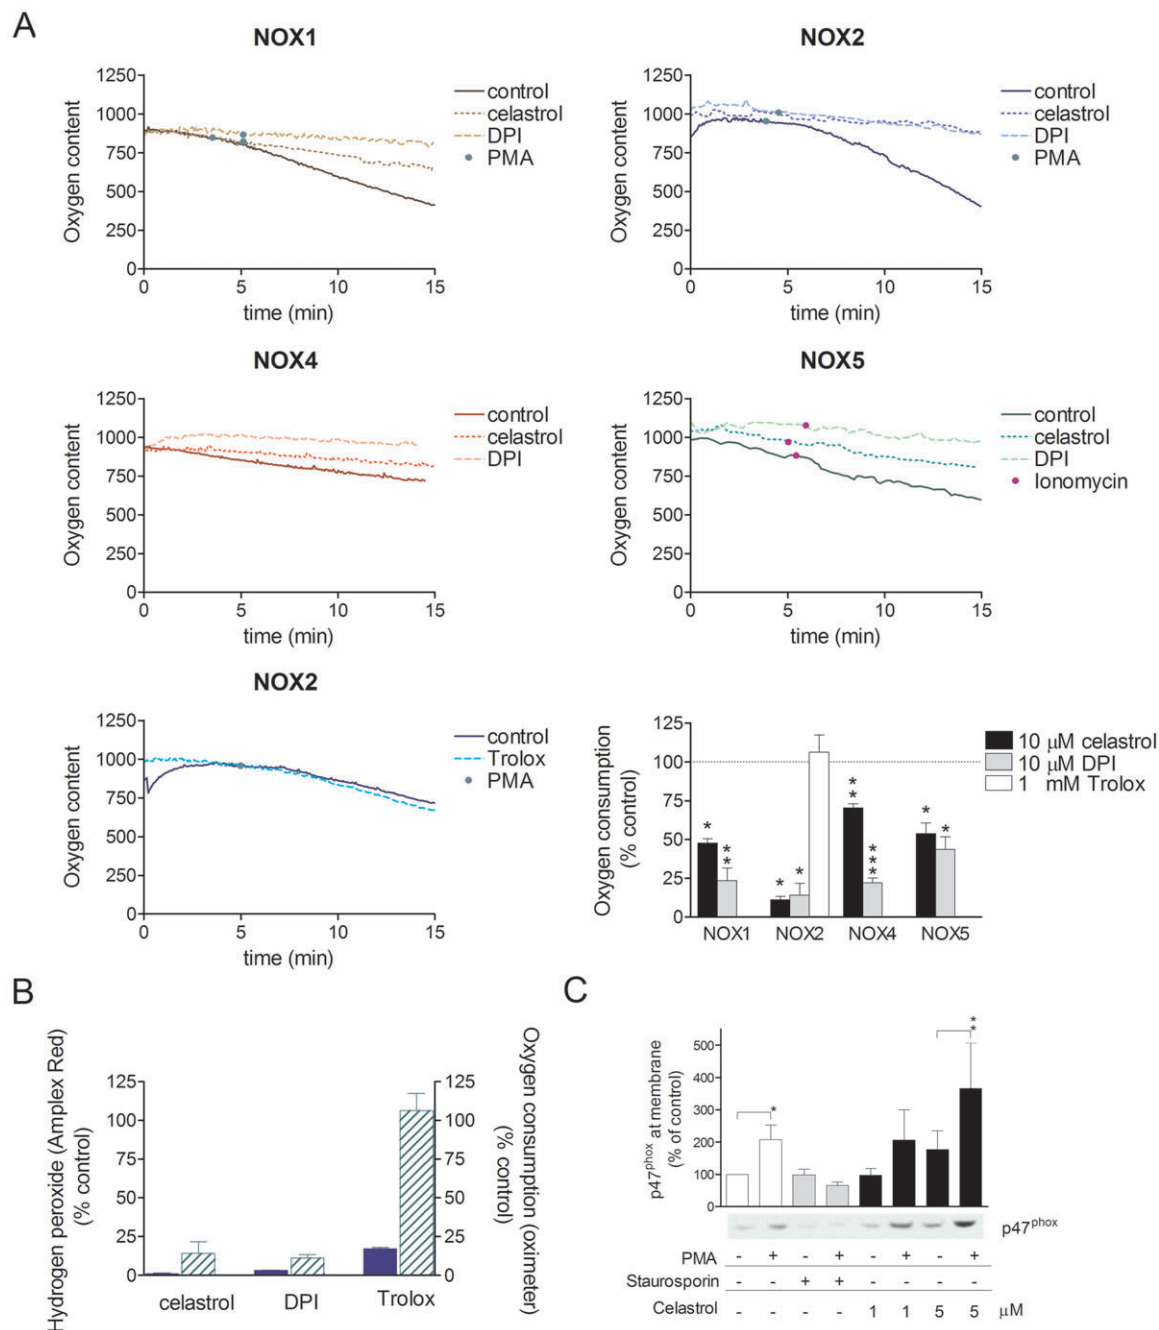 A
NOX1
Oxygen content
1250
1000
750
500
250
0
0 5 10 15
time (min)
control
celastrol
DPI
PMA
NOX2
Oxygen content
1250
1000
750
500
250
0
0 5 10 15
time (min)
control
celastrol
DPI
PMA
NOX4
Oxygen content
1250
1000
750
500
250
0
0 5 10 15
time (min)
control
celastrol
DPI
NOX5
Oxygen content
1250
1000
750
500
250
0
0 5 10 15
time (min)
control
celastrol
DPI
Ionomycin
NOX2
Oxygen content
1250
1000
750
500
250
0
0 5 10 15
time (min)
control
Trolox
PMA
Oxygen consumption
(% control)
125
100
75
50
25
0
* ** * * ** *** * *
NOX1 NOX2 NOX4 NOX5
10 µM celastrol
10 µM DPI
1 mM Trolox
B
Hydrogen peroxide (Amplex Red)
(% control)
125
100
75
50
25
0
celastrol DPI Trolox
125
100
75
50
25
0
Oxygen consumption (oximeter)
(% control)
C
p47phox at membrane
(% of control)
500
400
300
200
100
0
* **
p47phox
PMA - + - + - + - +
Staurosporin - - + + - - - -
Celastrol - - - - 1 1 5 5 µM